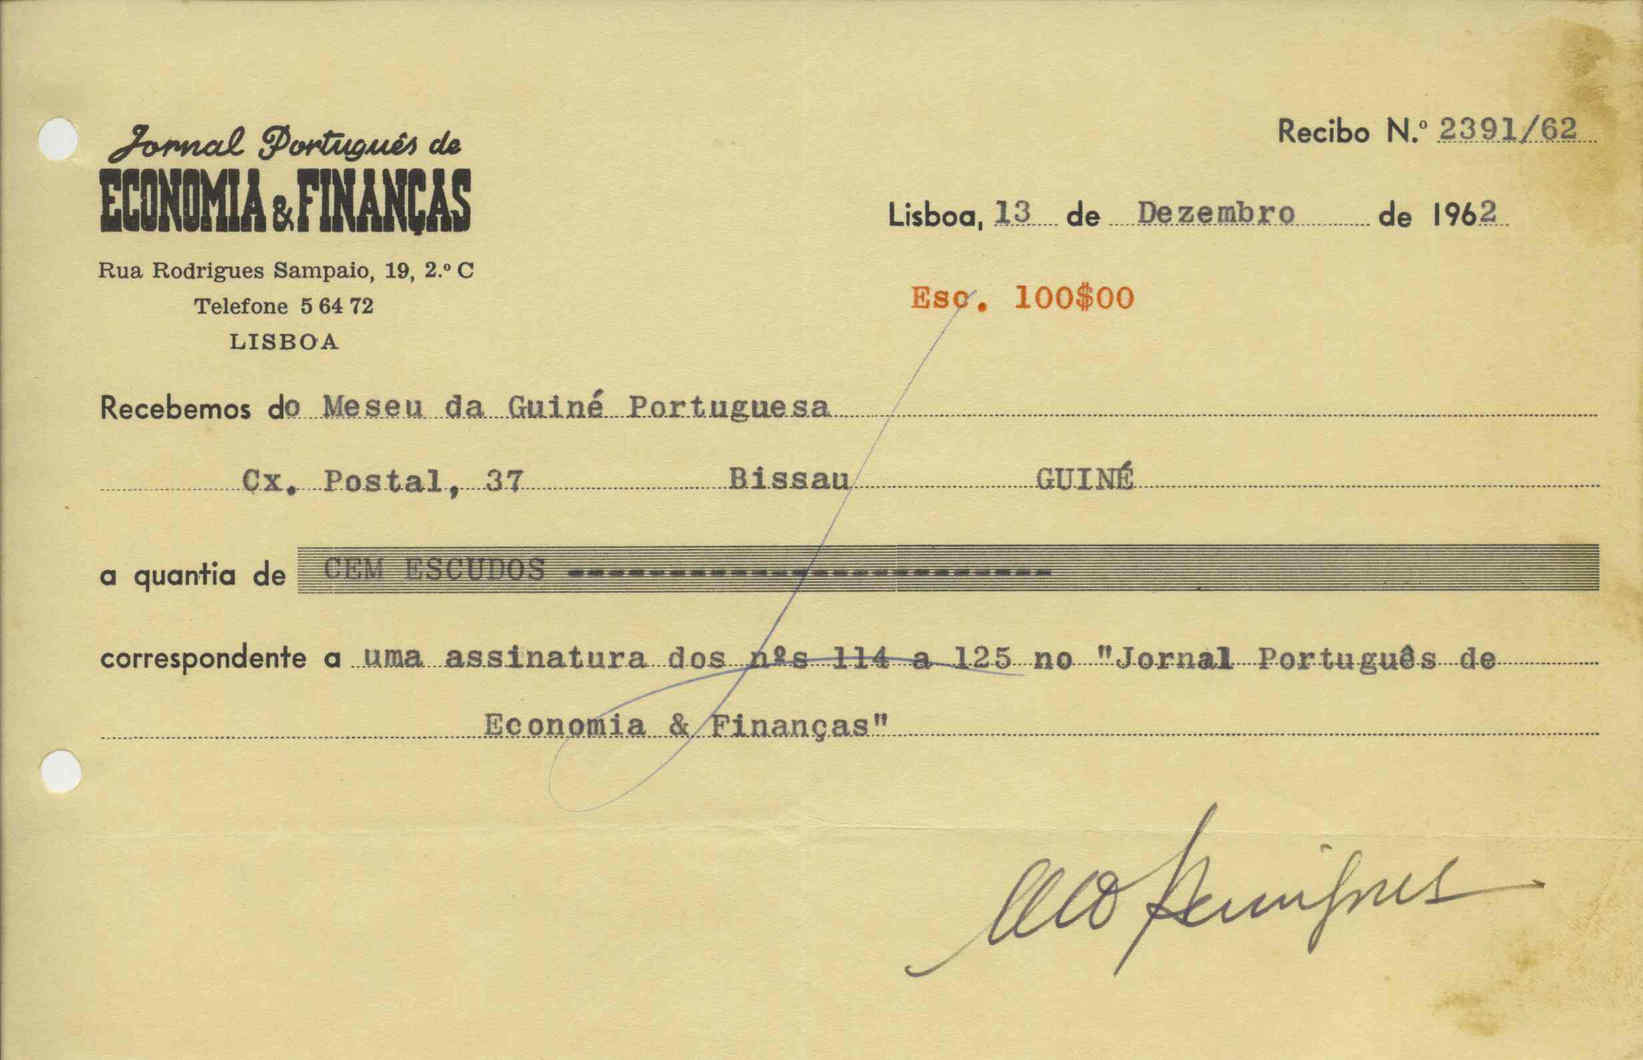 Jornal Português de
ECONOMIA & FINANÇAS
Rua Rodrigues Sampaio, 19, 2.º C
Telefone 5 64 72
LISBOA
Recibo N.º 2391/62
Lisboa, 13 de Dezembro de 1962
Esc. 100$00
Recebemos do Meseu da Guiné Portuguesa
Cx. Postal, 37 Bissau GUINÉ
a quantia de CEM ESCUDOS ------------------------
correspondente a uma assinatura dos nºs 114 a 125 no "Jornal Português de
Economia & Finanças"